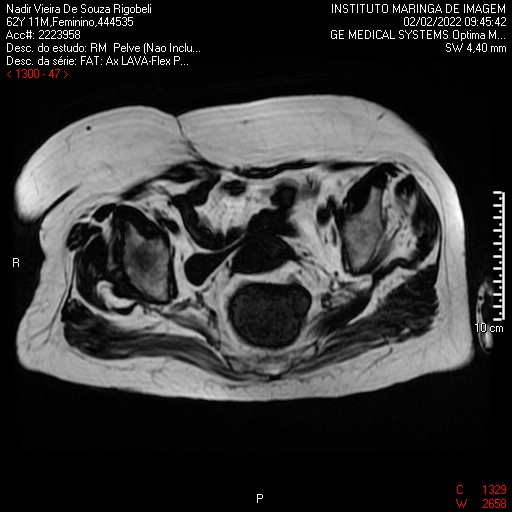 Nadir Vieira De Souza Rigobeli
62Y 11M,Feminino,444535
Acc#: 2223958
Desc. do estudo: RM Pelve (Nao Inclu...
Desc. da série: FAT: Ax LAVA-Flex P...
< 1300 - 47 >
INSTITUTO MARINGA DE IMAGEM
02/02/2022 09:45:42
GE MEDICAL SYSTEMS Optima M...
SW 4,40 mm
R
10 cm
P
C 1329
W 2658